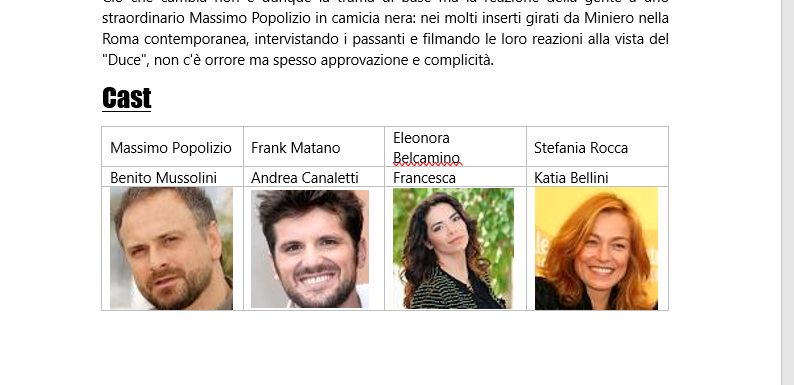 Ciò che cambia non è dunque la trama di base ma la reazione della gente a uno
straordinario Massimo Popolizio in camicia nera: nei molti inserti girati da Miniero nella
Roma contemporanea, intervistando i passanti e filmando le loro reazioni alla vista del
"Duce", non c'è orrore ma spesso approvazione e complicità.
Cast
Massimo Popolizio
Frank Matano
Eleonora
Belcamino
Stefania Rocca
Benito Mussolini
Andrea Canaletti
Francesca
Katia Bellini